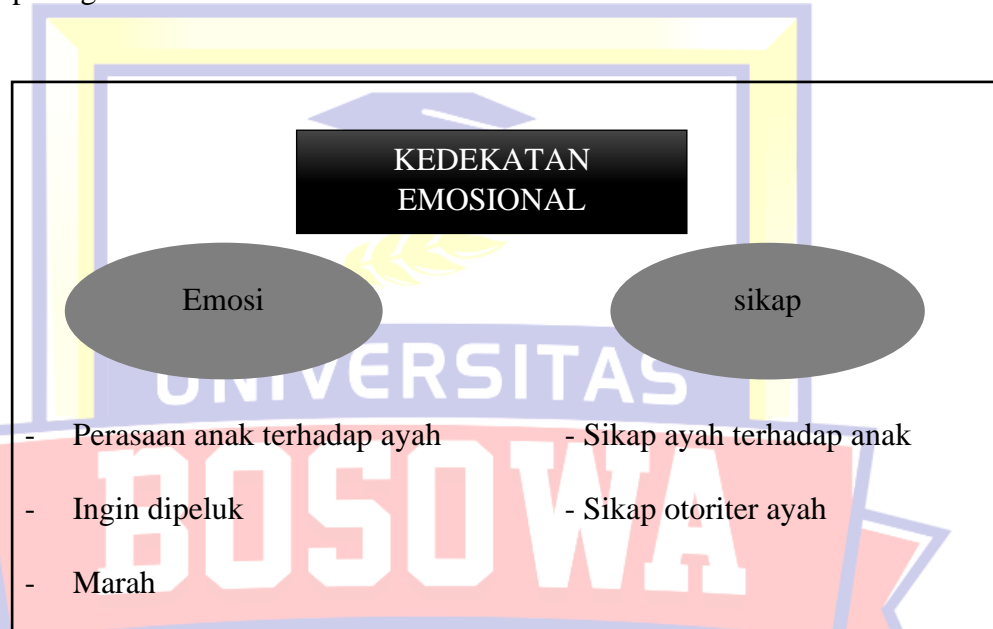 KEDEKATAN
EMOSIONAL
Emosi
sikap
UNIVERSITAS
- Perasaan anak terhadap ayah
- Sikap ayah terhadap anak
BOSOWA
- Ingin dipeluk
- Sikap otoriter ayah
- Marah